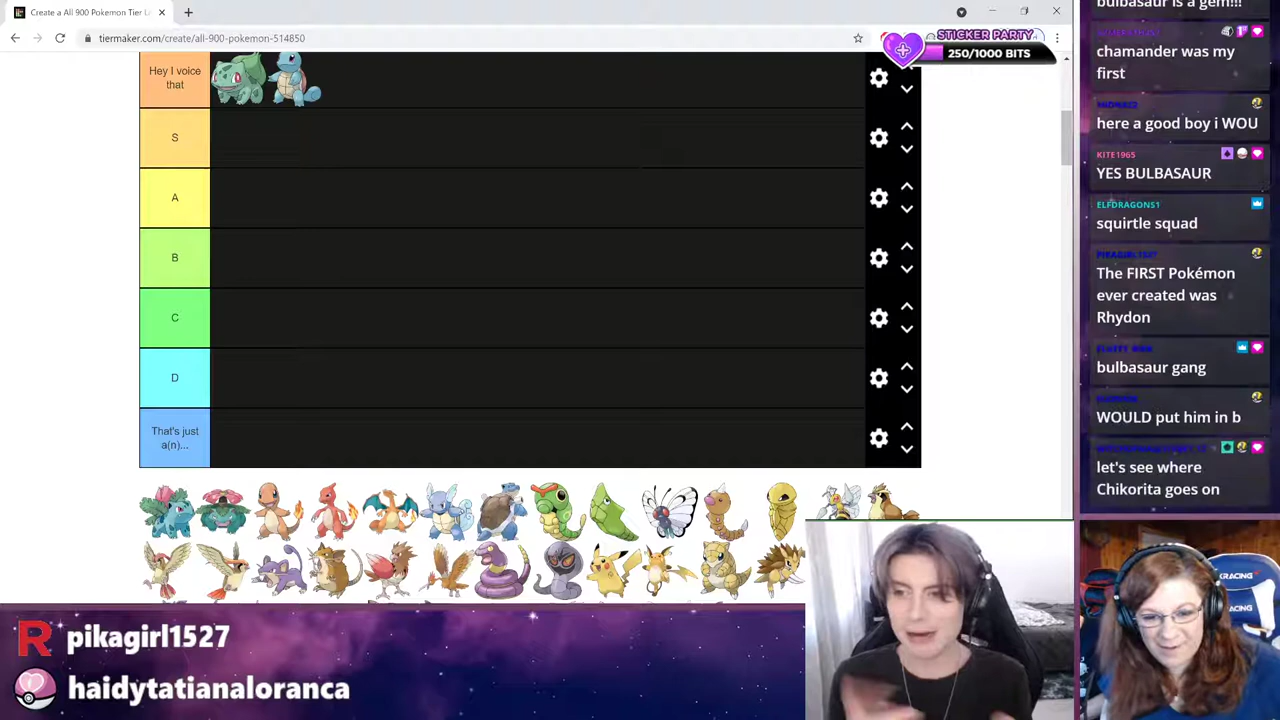 Create a All 900 Pokemon Tier L
tiermaker.com/create/all-900-pokemon-514850
STICKER PARTY
250/1000 BITS
Hey I voice
that
S
A
B
C
D
That's just
a(n)...
bulbasaur is a gem!!!
chamander was my
first
here a good boy i WOU
KITE1965
YES BULBASAUR
ELFDRAGONS1
squirtle squad
PIKAGIRL1527
The FIRST Pokémon
ever created was
Rhydon
bulbasaur gang
WOULD put him in b
let's see where
Chikorita goes on
RACING
RACING
R pikagirl1527
haidytatianaloranca